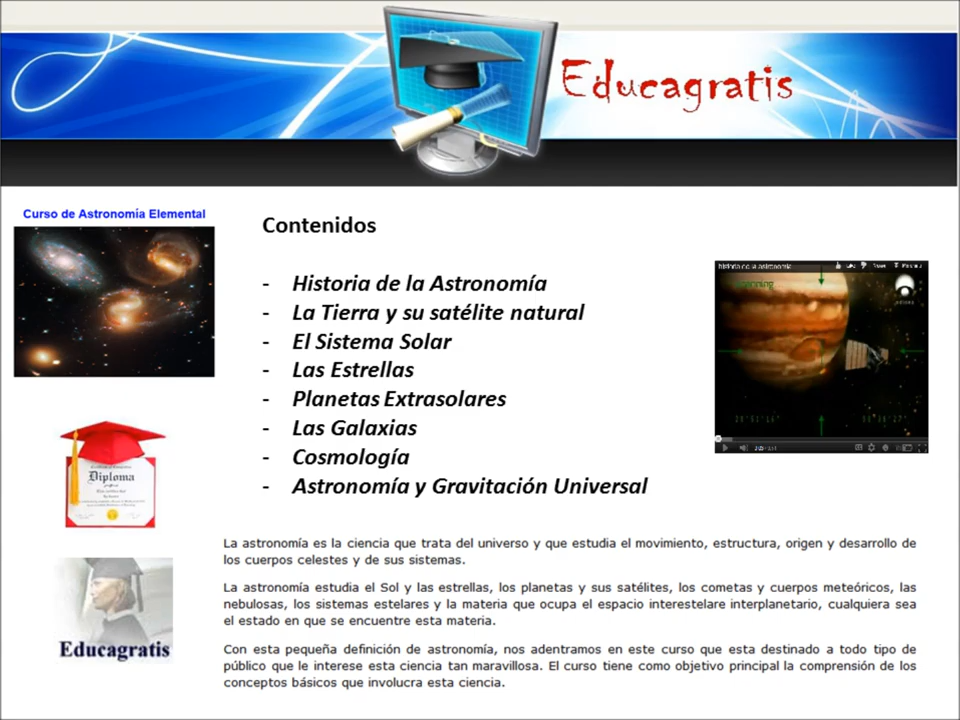 Educagratis
Curso de Astronomía Elemental
Contenidos
- Historia de la Astronomía
- La Tierra y su satélite natural
- El Sistema Solar
- Las Estrellas
- Planetas Extrasolares
- Las Galaxias
- Cosmología
- Astronomía y Gravitación Universal
historia de la astronomia
Diploma
Educagratis
La astronomía es la ciencia que trata del universo y que estudia el movimiento, estructura, origen y desarrollo de
los cuerpos celestes y de sus sistemas.
La astronomía estudia el Sol y las estrellas, los planetas y sus satélites, los cometas y cuerpos meteóricos, las
nebulosas, los sistemas estelares y la materia que ocupa el espacio interestelare interplanetario, cualquiera sea
el estado en que se encuentre esta materia.
Con esta pequeña definición de astronomía, nos adentramos en este curso que esta destinado a todo tipo de
público que le interese esta ciencia tan maravillosa. El curso tiene como objetivo principal la comprensión de los
conceptos básicos que involucra esta ciencia.